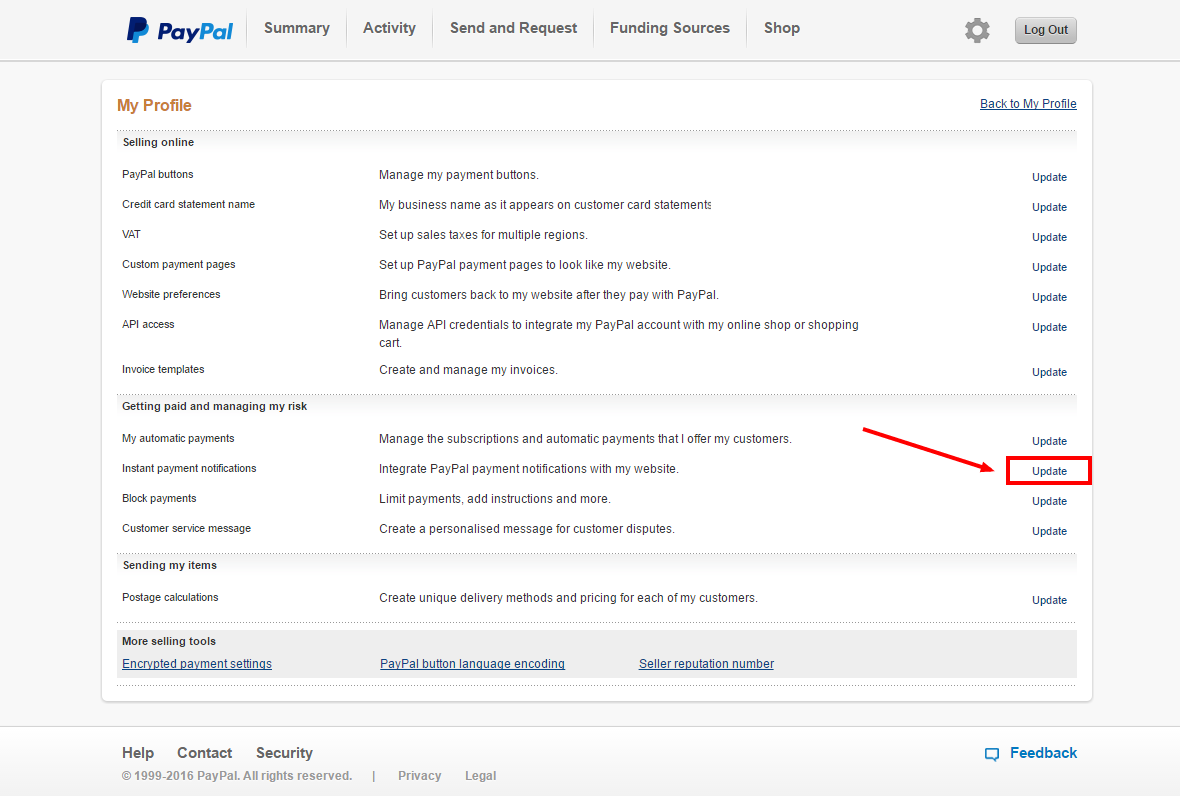 PayPal Summary Activity Send and Request Funding Sources Shop Log Out
My Profile Back to My Profile
Selling online
PayPal buttons Manage my payment buttons. Update
Credit card statement name My business name as it appears on customer card statements Update
VAT Set up sales taxes for multiple regions. Update
Custom payment pages Set up PayPal payment pages to look like my website. Update
Website preferences Bring customers back to my website after they pay with PayPal. Update
API access Manage API credentials to integrate my PayPal account with my online shop or shopping Update
cart.
Invoice templates Create and manage my invoices. Update
Getting paid and managing my risk
My automatic payments Manage the subscriptions and automatic payments that I offer my customers. Update
Instant payment notifications Integrate PayPal payment notifications with my website. Update
Block payments Limit payments, add instructions and more. Update
Customer service message Create a personalised message for customer disputes. Update
Sending my items
Postage calculations Create unique delivery methods and pricing for each of my customers. Update
More selling tools
Encrypted payment settings PayPal button language encoding Seller reputation number
Help Contact Security Feedback
© 1999-2016 PayPal. All rights reserved. | Privacy Legal